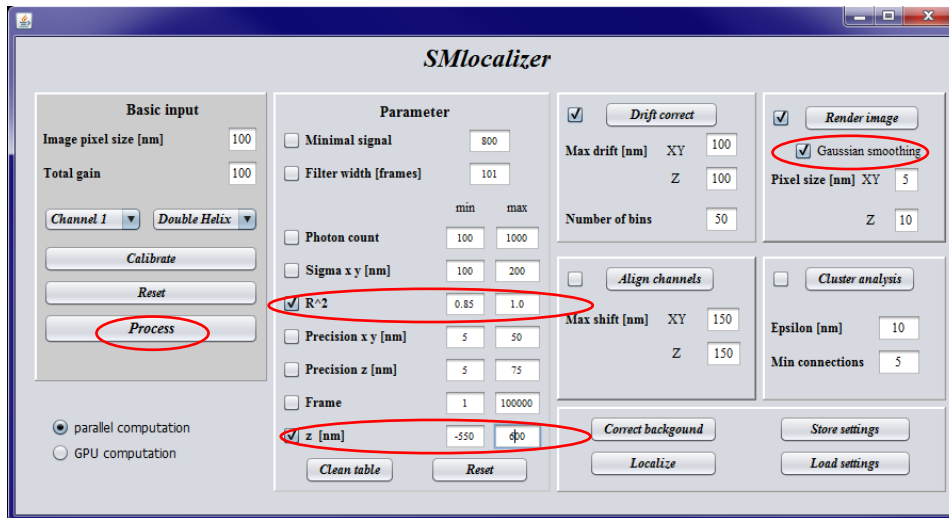 SMlocalizer
Basic input
Image pixel size [nm] 100
Total gain 100
Channel 1 Double Helix
Calibrate
Reset
Process
parallel computation
GPU computation
Parameter
Minimal signal 800
Filter width [frames] 101
min max
Photon count 100 1000
Sigma x y [nm] 100 200
R^2 0.85 1.0
Precision x y [nm] 5 50
Precision z [nm] 5 75
Frame 1 100000
z [nm] -550 600
Clean table Reset
Drift correct
Max drift [nm] XY 100
Z 100
Number of bins 50
Render image
Gaussian smoothing
Pixel size [nm] XY 5
Z 10
Align channels
Max shift [nm] XY 150
Z 150
Cluster analysis
Epsilon [nm] 10
Min connections 5
Correct backgound Store settings
Localize Load settings